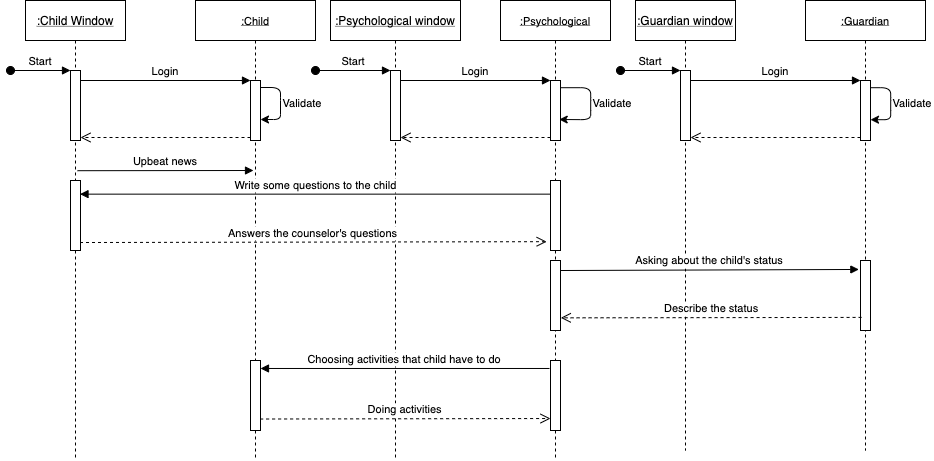 :Child Window
:Child
:Psychological window
:Psychological
:Guardian window
:Guardian
Start
Login
Validate
Start
Login
Validate
Start
Login
Validate
Upbeat news
Write some questions to the child
Answers the counselor's questions
Asking about the child's status
Describe the status
Choosing activities that child have to do
Doing activities